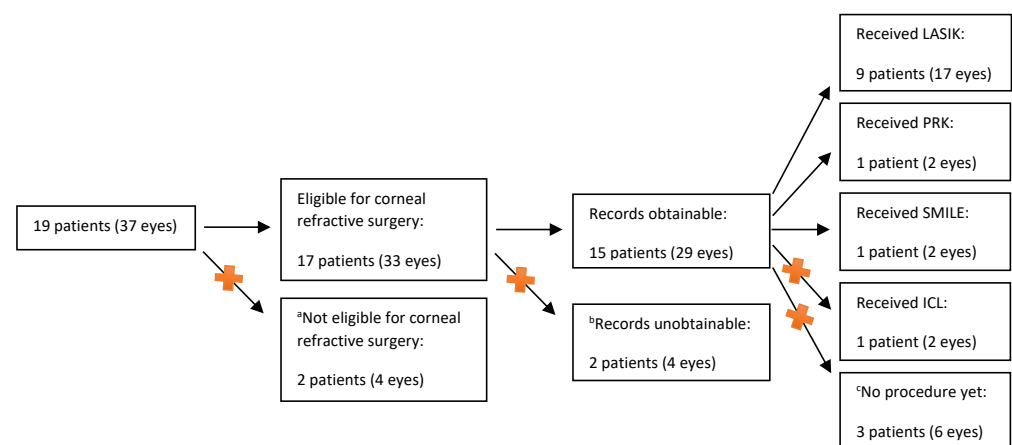 19 patients (37 eyes)
Eligible for corneal
refractive surgery:
17 patients (33 eyes)
ᵃNot eligible for corneal
refractive surgery:
2 patients (4 eyes)
Records obtainable:
15 patients (29 eyes)
ᵇRecords unobtainable:
2 patients (4 eyes)
Received LASIK:
9 patients (17 eyes)
Received PRK:
1 patient (2 eyes)
Received SMILE:
1 patient (2 eyes)
Received ICL:
1 patient (2 eyes)
ᶜNo procedure yet:
3 patients (6 eyes)